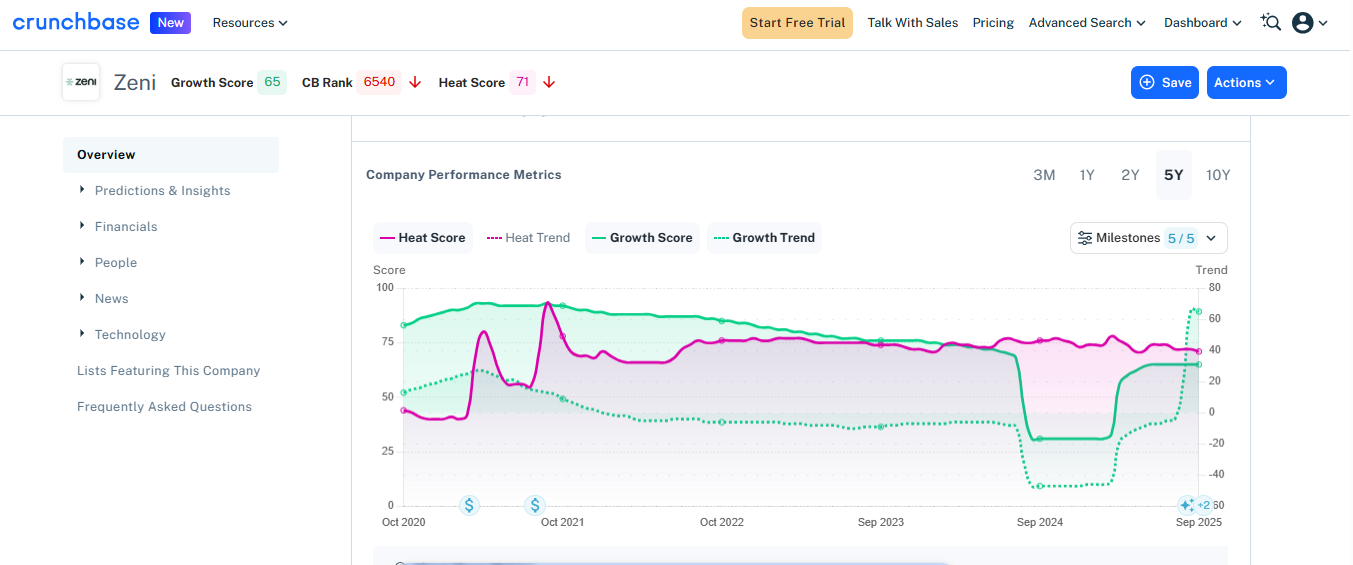 crunchbase New Resources Start Free Trial Talk With Sales Pricing Advanced Search Dashboard
zeni Zeni Growth Score 65 CB Rank 6540 Heat Score 71 Save Actions
Overview
Predictions & Insights
Financials
People
News
Technology
Lists Featuring This Company
Frequently Asked Questions
Company Performance Metrics 3M 1Y 2Y 5Y 10Y
Heat Score Heat Trend Growth Score Growth Trend Milestones 5 / 5
Score Trend
100 80
60
75
40
50 20
0
25 -20
-40
0 $ $ +2 60
Oct 2020 Oct 2021 Oct 2022 Sep 2023 Sep 2024 Sep 2025